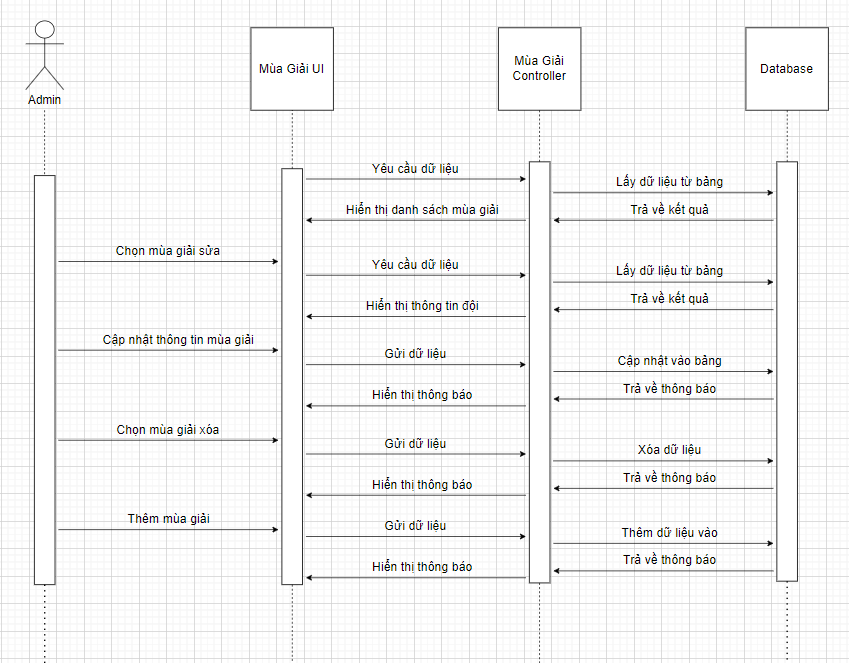 Admin
Mùa Giải UI
Mùa Giải
Controller
Database
Yêu cầu dữ liệu
Lấy dữ liệu từ bảng
Hiển thị danh sách mùa giải
Trả về kết quả
Chọn mùa giải sửa
Yêu cầu dữ liệu
Lấy dữ liệu từ bảng
Trả về kết quả
Hiển thị thông tin đội
Cập nhật thông tin mùa giải
Gửi dữ liệu
Cập nhật vào bảng
Trả về thông báo
Hiển thị thông báo
Chọn mùa giải xóa
Gửi dữ liệu
Xóa dữ liệu
Trả về thông báo
Hiển thị thông báo
Thêm mùa giải
Gửi dữ liệu
Thêm dữ liệu vào
Trả về thông báo
Hiển thị thông báo